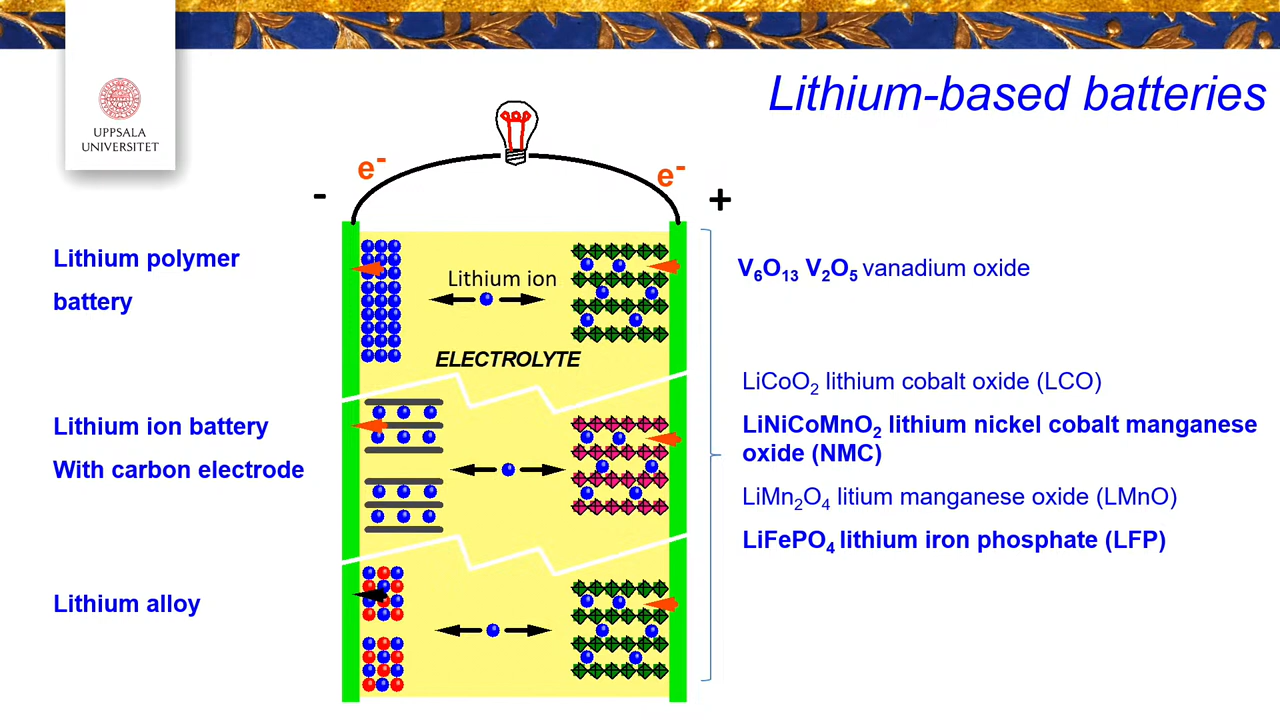 Lithium-based batteries
UPPSALA
UNIVERSITET
e-
e-
-
+
Lithium polymer
battery
Lithium ion
ELECTROLYTE
V6O13 V2O5 vanadium oxide
LiCoO2 lithium cobalt oxide (LCO)
Lithium ion battery
With carbon electrode
LiNiCoMnO2 lithium nickel cobalt manganese
oxide (NMC)
LiMn2O4 litium manganese oxide (LMnO)
LiFePO4 lithium iron phosphate (LFP)
Lithium alloy